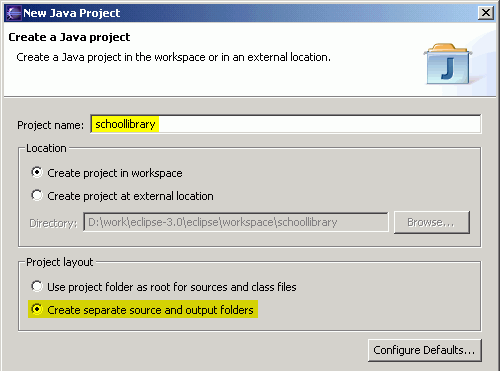 New Java Project
Create a Java project
Create a Java project in the workspace or in an external location.
J
Project name: schoollibrary
Location
Create project in workspace
Create project at external location
Directory: D:\work\eclipse-3.0\eclipse\workspace\schoollibrary Browse...
Project layout
Use project folder as root for sources and class files
Create separate source and output folders
Configure Defaults...